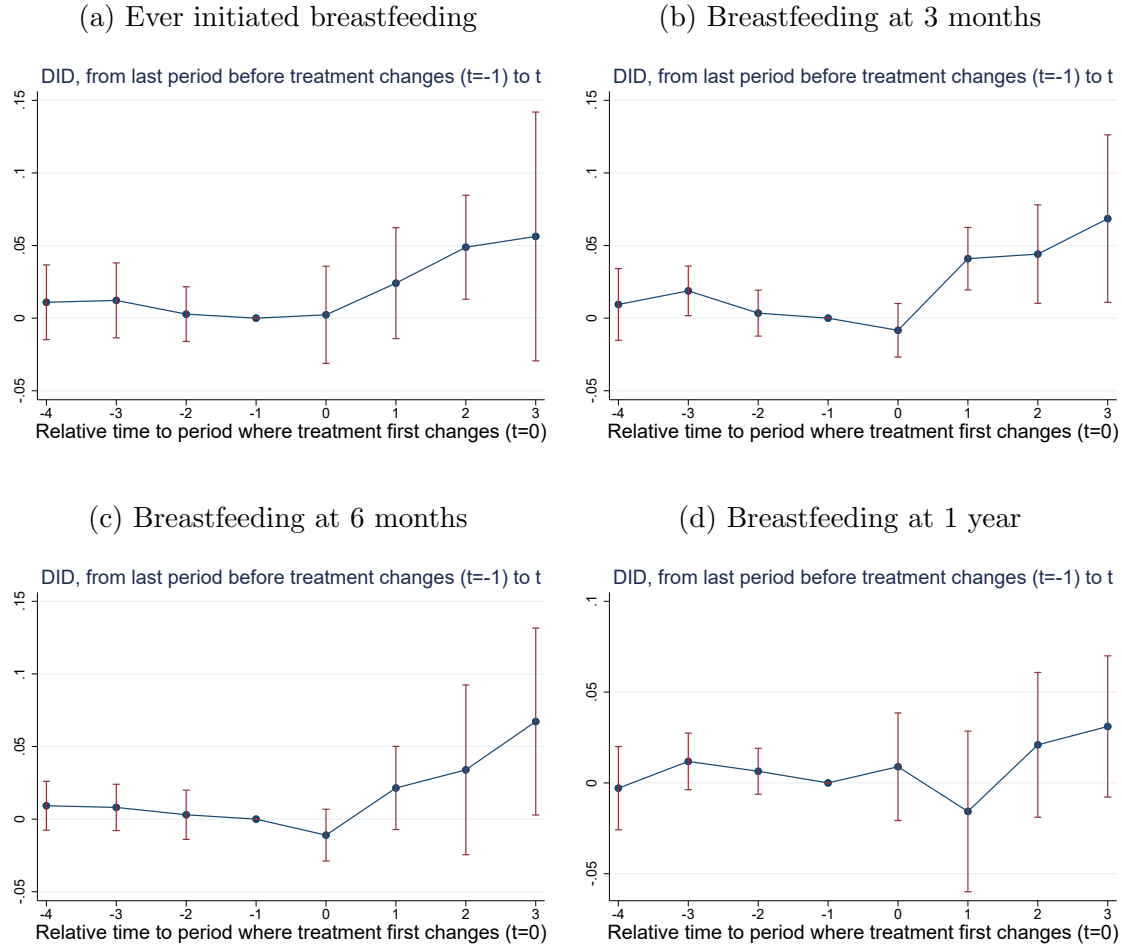 (a) Ever initiated breastfeeding
DID, from last period before treatment changes (t=-1) to t
.15
.1
.05
0
-.05
-4 -3 -2 -1 0 1 2 3
Relative time to period where treatment first changes (t=0)
(b) Breastfeeding at 3 months
DID, from last period before treatment changes (t=-1) to t
.15
.1
.05
0
-.05
-4 -3 -2 -1 0 1 2 3
Relative time to period where treatment first changes (t=0)
(c) Breastfeeding at 6 months
DID, from last period before treatment changes (t=-1) to t
.15
.1
.05
0
-.05
-4 -3 -2 -1 0 1 2 3
Relative time to period where treatment first changes (t=0)
(d) Breastfeeding at 1 year
DID, from last period before treatment changes (t=-1) to t
.1
.05
0
-.05
-4 -3 -2 -1 0 1 2 3
Relative time to period where treatment first changes (t=0)